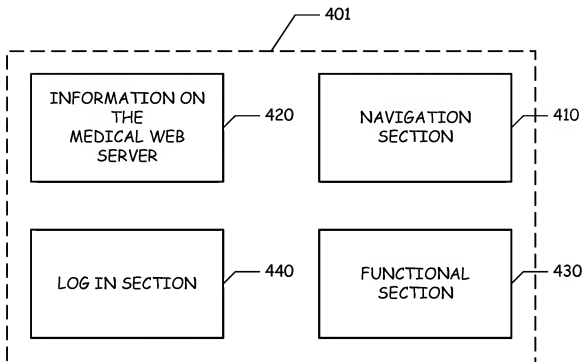 401
INFORMATION ON
THE
MEDICAL WEB
SERVER
420
NAVIGATION
SECTION
410
LOG IN SECTION
440
FUNCTIONAL
SECTION
430